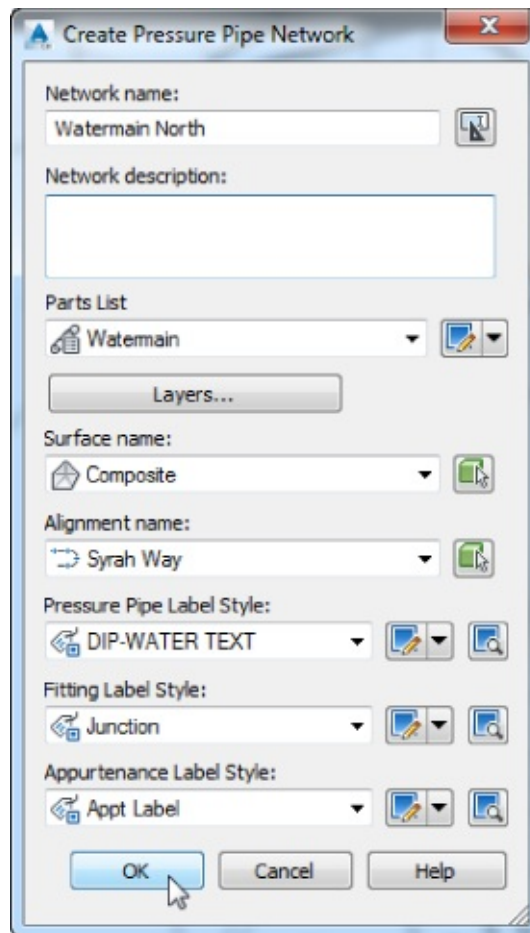 Create Pressure Pipe Network
Network name:
Watermain North
Network description:
Parts List
Watermain
Layers...
Surface name:
Composite
Alignment name:
Syrah Way
Pressure Pipe Label Style:
DIP-WATER TEXT
Fitting Label Style:
Junction
Appurtenance Label Style:
Appt Label
OK Cancel Help